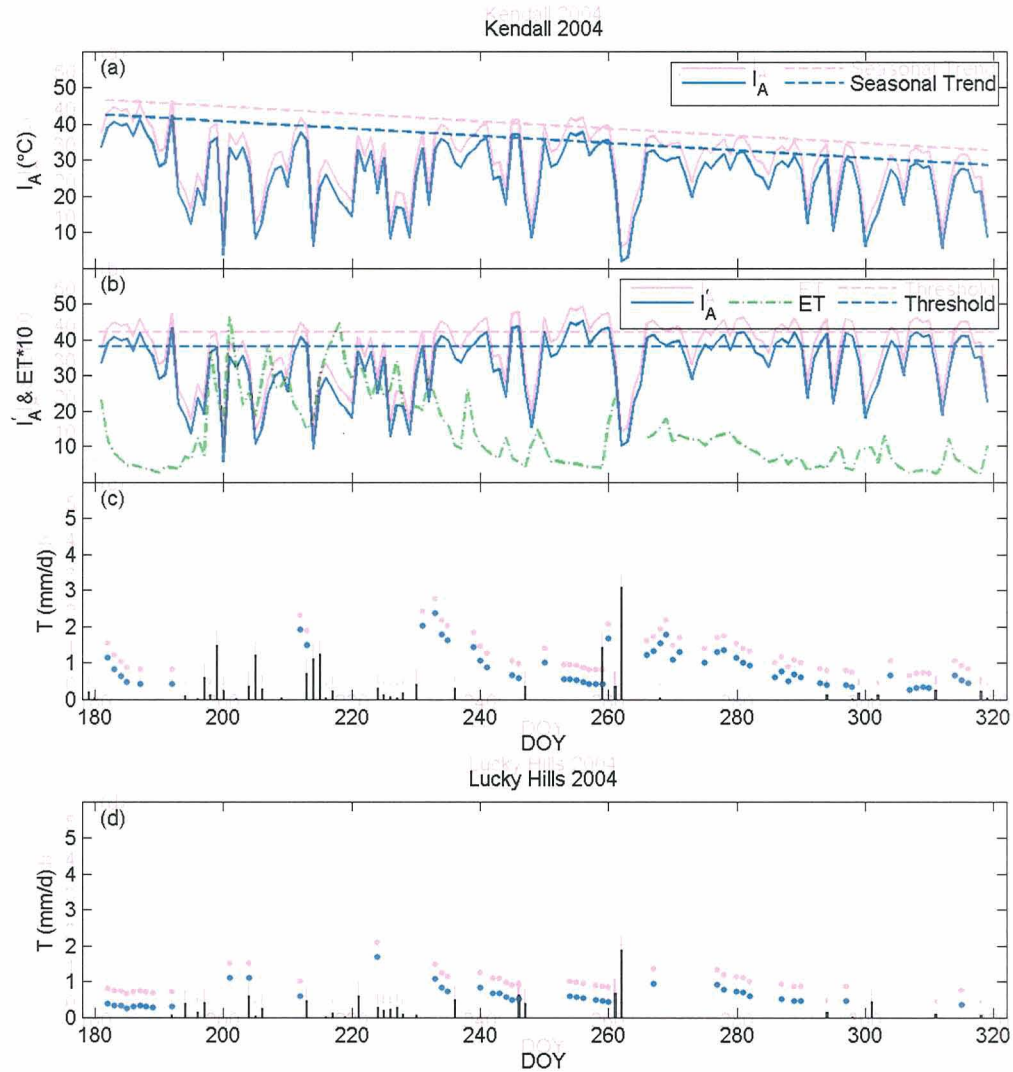 Kendall 2004
(a)
I_A
Seasonal Trend
I_A (°C)
50
40
30
20
10
(b)
I'_A
ET
Threshold
I'_A & ET*10
50
40
30
20
10
(c)
T (mm/d)
5
4
3
2
1
0
180 200 220 240 260 280 300 320
DOY
Lucky Hills 2004
(d)
T (mm/d)
5
4
3
2
1
0
180 200 220 240 260 280 300 320
DOY